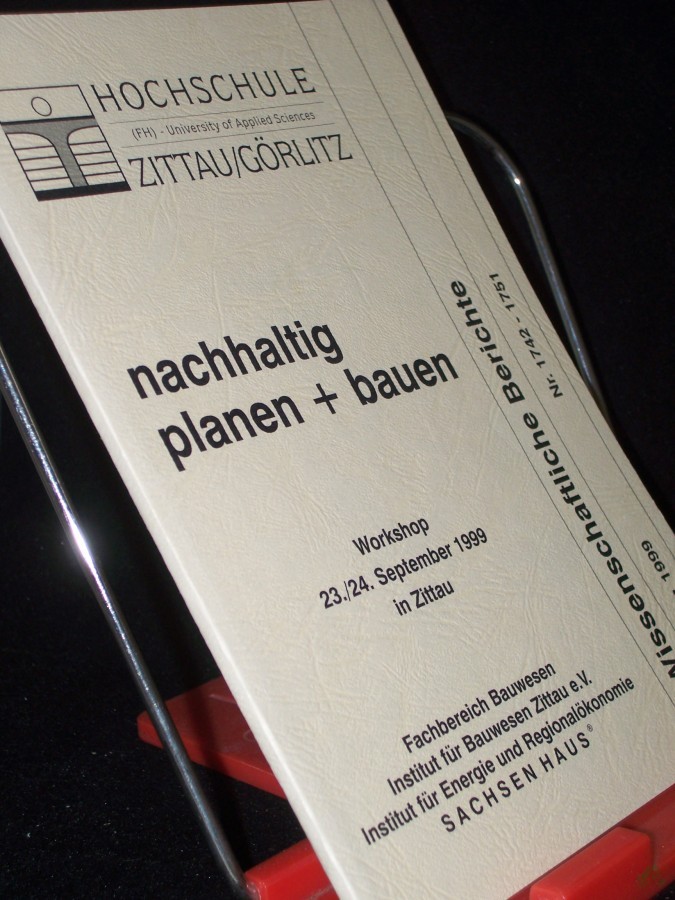 HOCHSCHULE
(FH) - University of Applied Sciences
ZITTAU/GÖRLITZ
nachhaltig
planen + bauen
Workshop
23./24. September 1999
in Zittau
Fachbereich Bauwesen
Institut für Bauwesen Zittau e.V.
Institut für Energie und Regionalökonomie
SACHSEN HAUS®
Wissenschaftliche Berichte
Nr. 1742 - 1751
1999